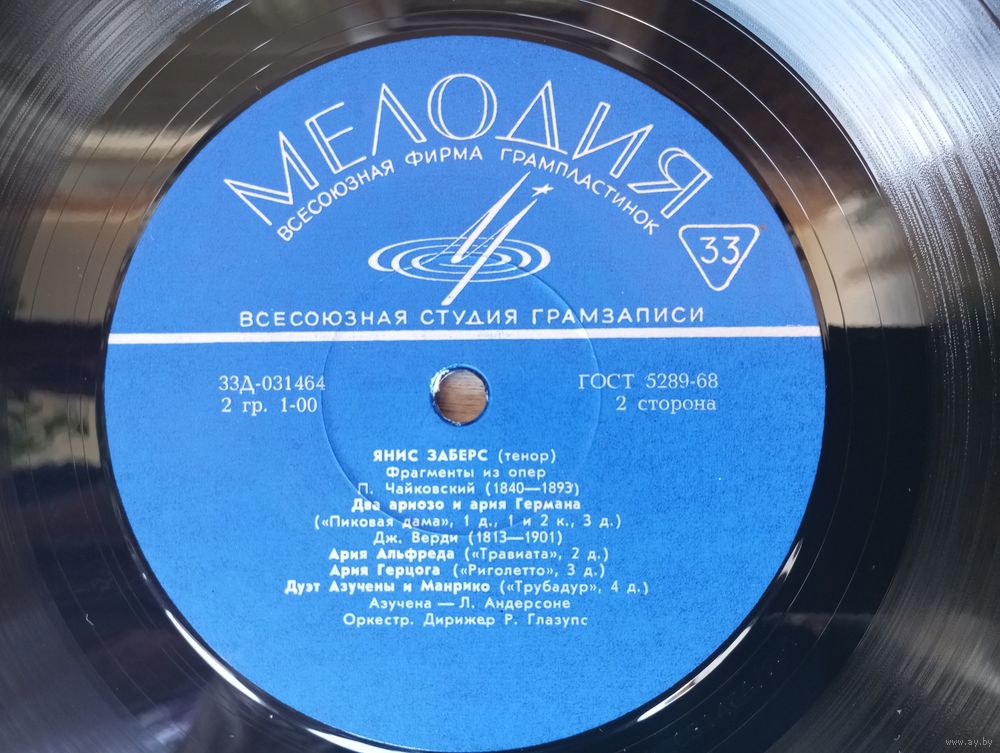 МЕЛОДИЯ
ВСЕСОЮЗНАЯ ФИРМА ГРАМПЛАСТИНОК
33
ВСЕСОЮЗНАЯ СТУДИЯ ГРАМЗАПИСИ
33Д-031464
2 гр. 1-00
ГОСТ 5289-68
2 сторона
ЯНИС ЗАБЕРС (тенор)
Фрагменты из опер
П. Чайковский (1840—1893)
Два ариозо и ария Германа
(«Пиковая дама», 1 д., 1 и 2 к., 3 д.)
Дж. Верди (1813—1901)
Ария Альфреда («Травиата», 2 д.)
Ария Герцога («Риголетто», 3 д.)
Дуэт Азучены и Манрико («Трубадур», 4 д.)
Азучена — Л. Андерсоне
Оркестр. Дирижер Р. Глазупс
www.ay.by